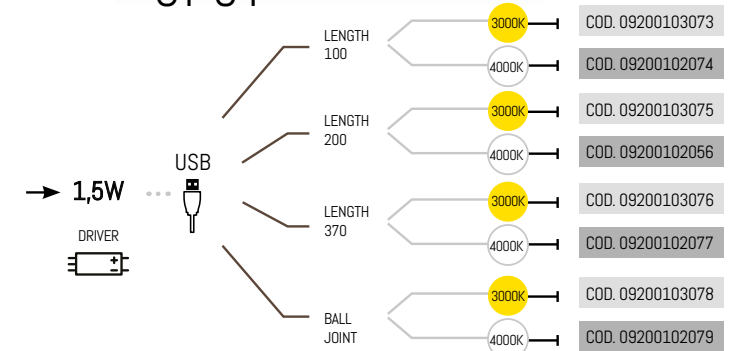 3000K COD. 09200103073
LENGTH
100
4000K COD. 09200102074
3000K COD. 09200103075
LENGTH
200
4000K COD. 09200102056
USB
1,5W
3000K COD. 09200103076
LENGTH
370
4000K COD. 09200102077
DRIVER
3000K COD. 09200103078
BALL
JOINT
4000K COD. 09200102079